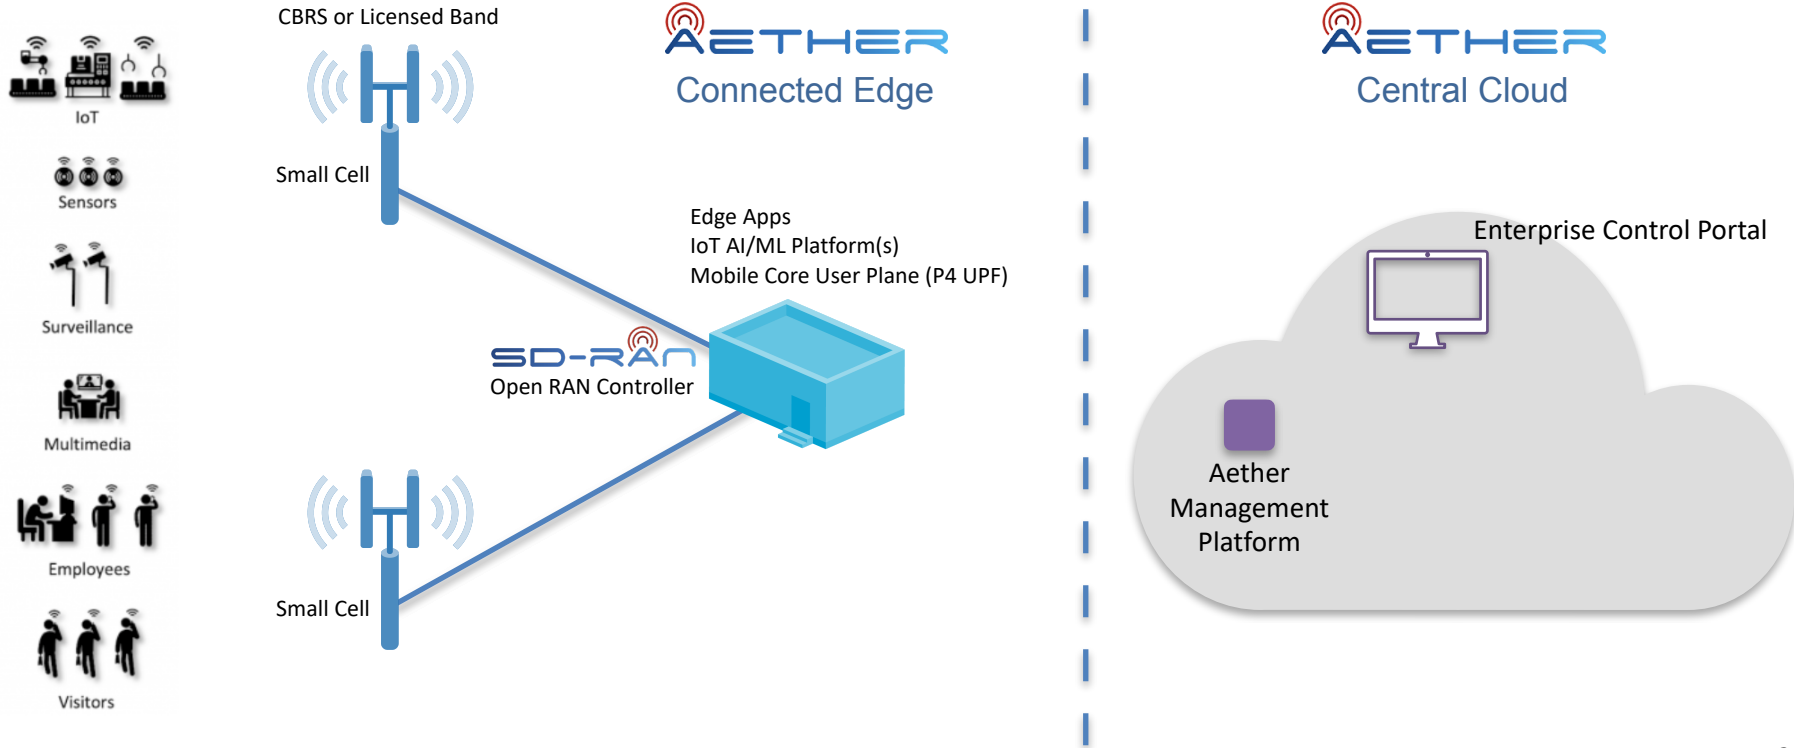 IoT
Sensors
Surveillance
Multimedia
Employees
Visitors
CBRS or Licensed Band
Small Cell
Small Cell
AETHER
Connected Edge
Edge Apps
IoT AI/ML Platform(s)
Mobile Core User Plane (P4 UPF)
SD-RAN
Open RAN Controller
AETHER
Central Cloud
Enterprise Control Portal
Aether
Management
Platform